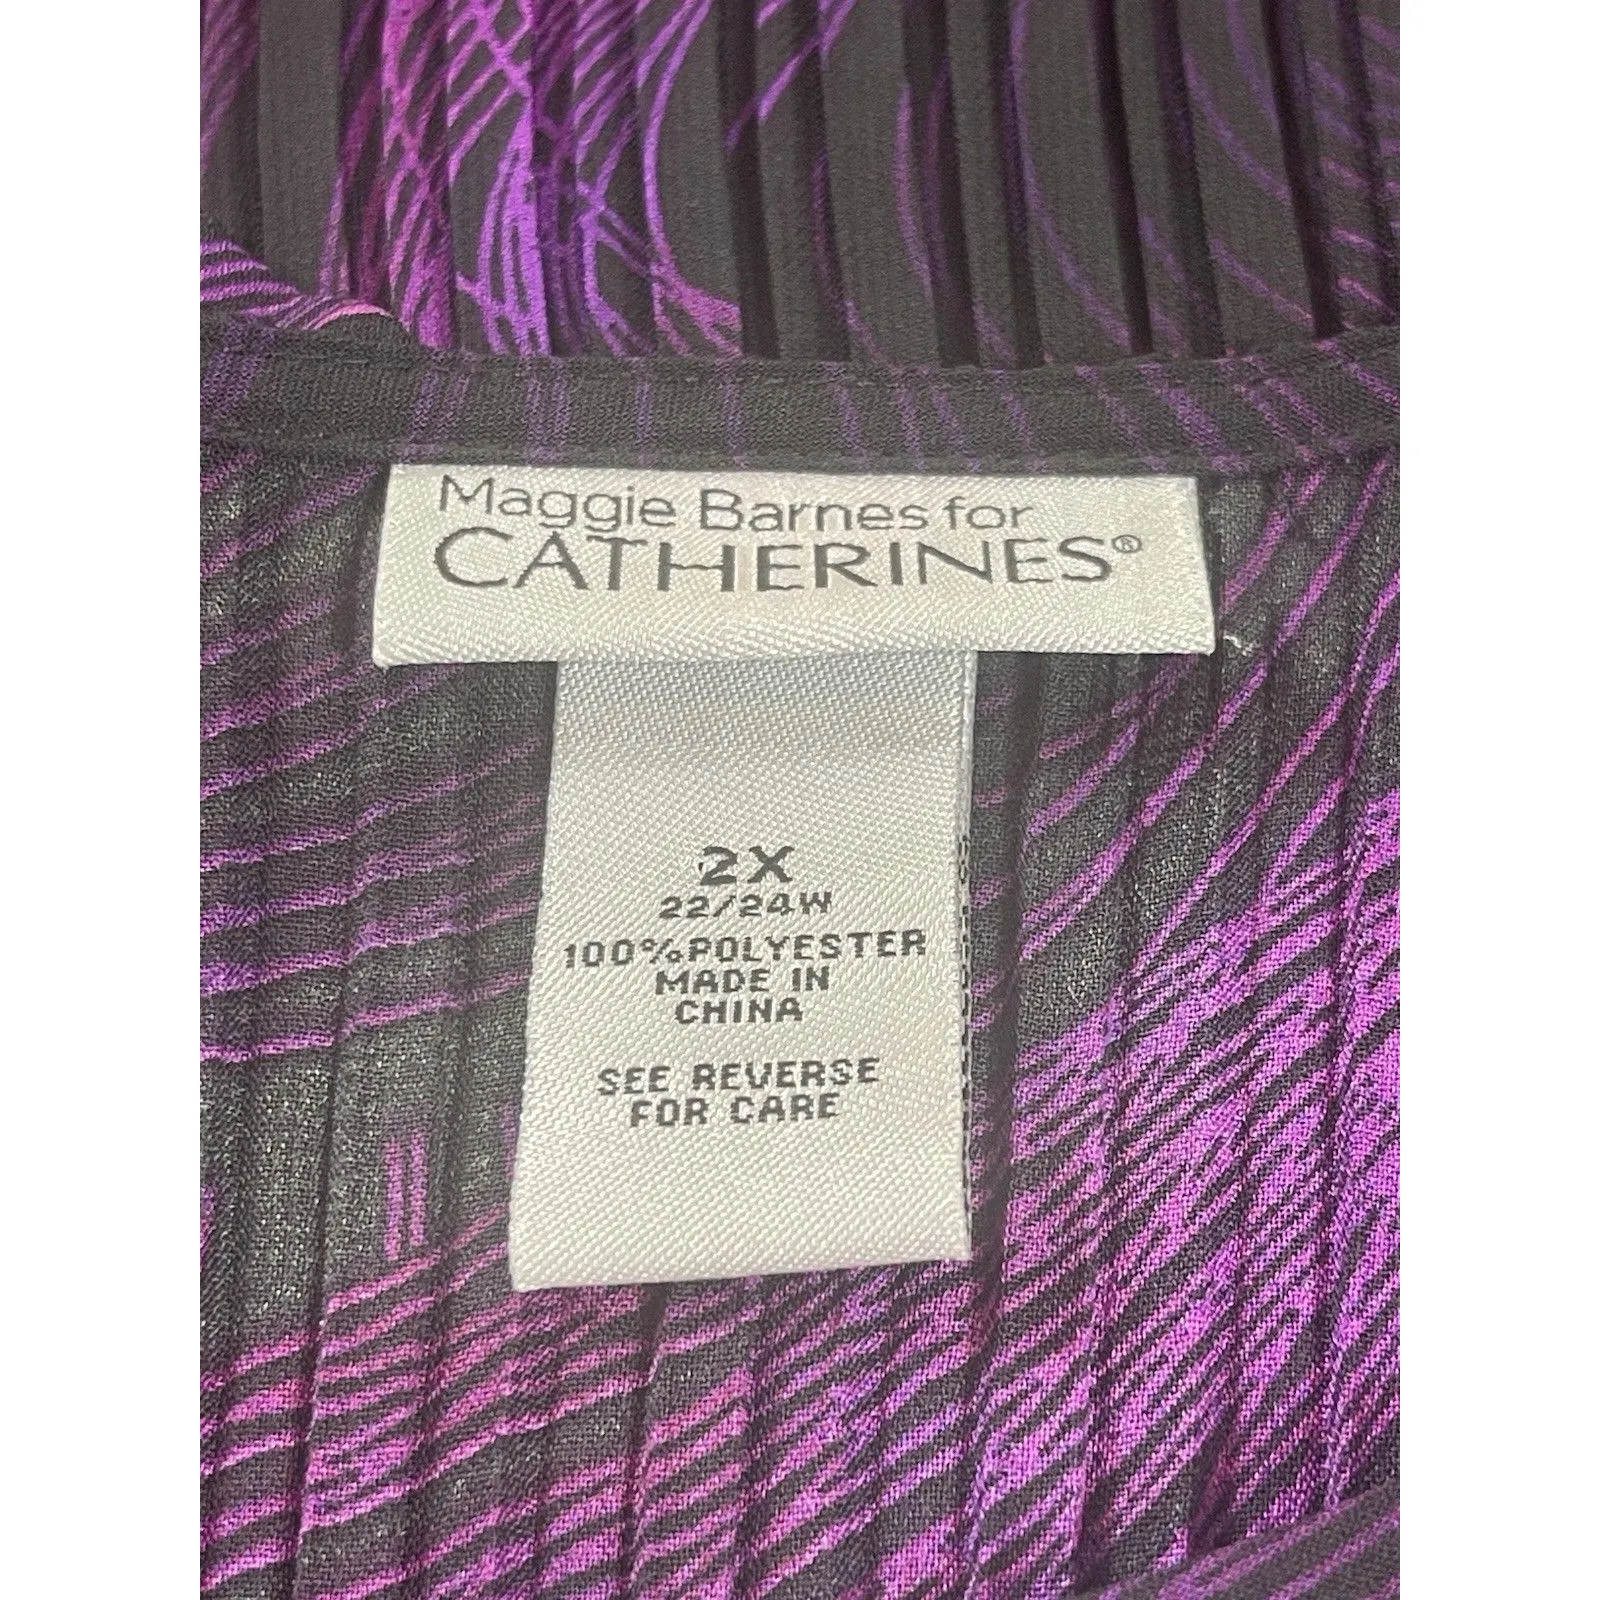 Maggie Barnes for
CATHERINES®
2X
22/24W
100%POLYESTER
MADE IN
CHINA
SEE REVERSE
FOR CARE